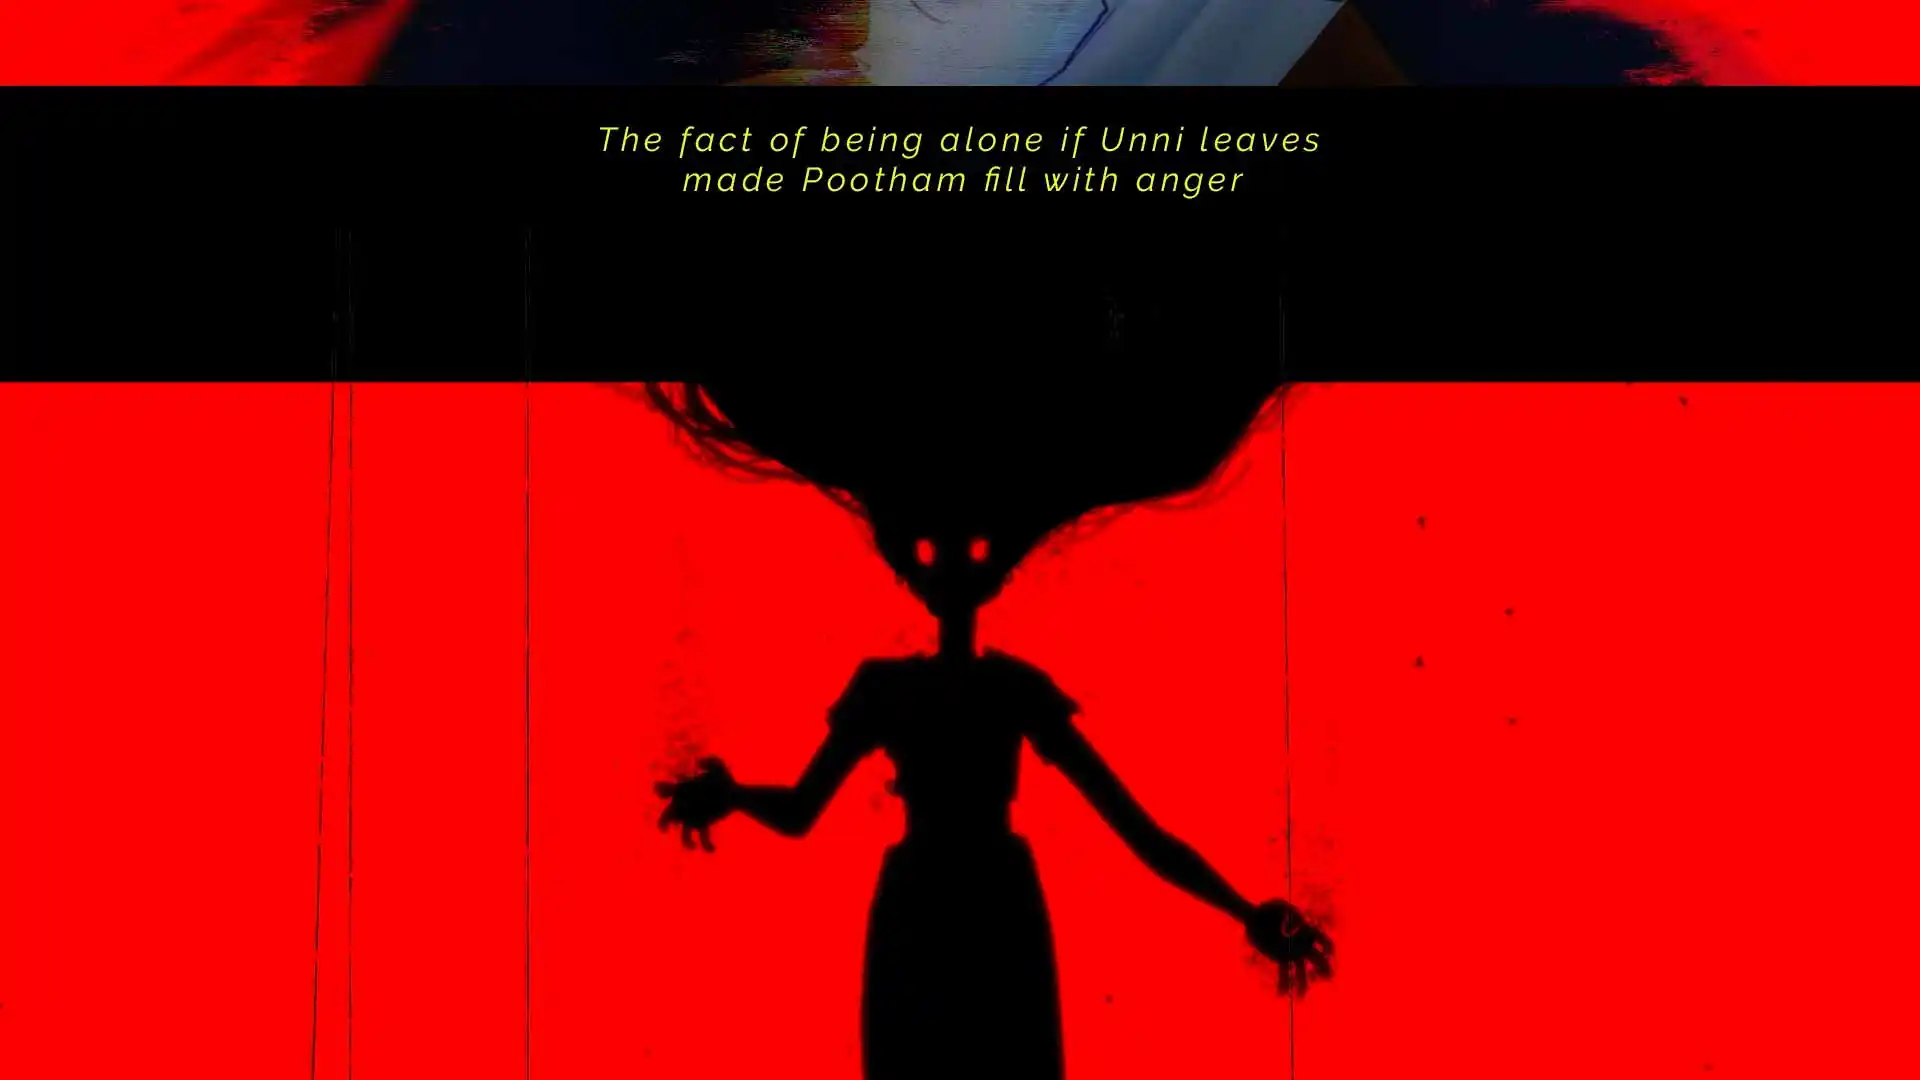 The fact of being alone if Unni leaves
made Pootham fill with anger